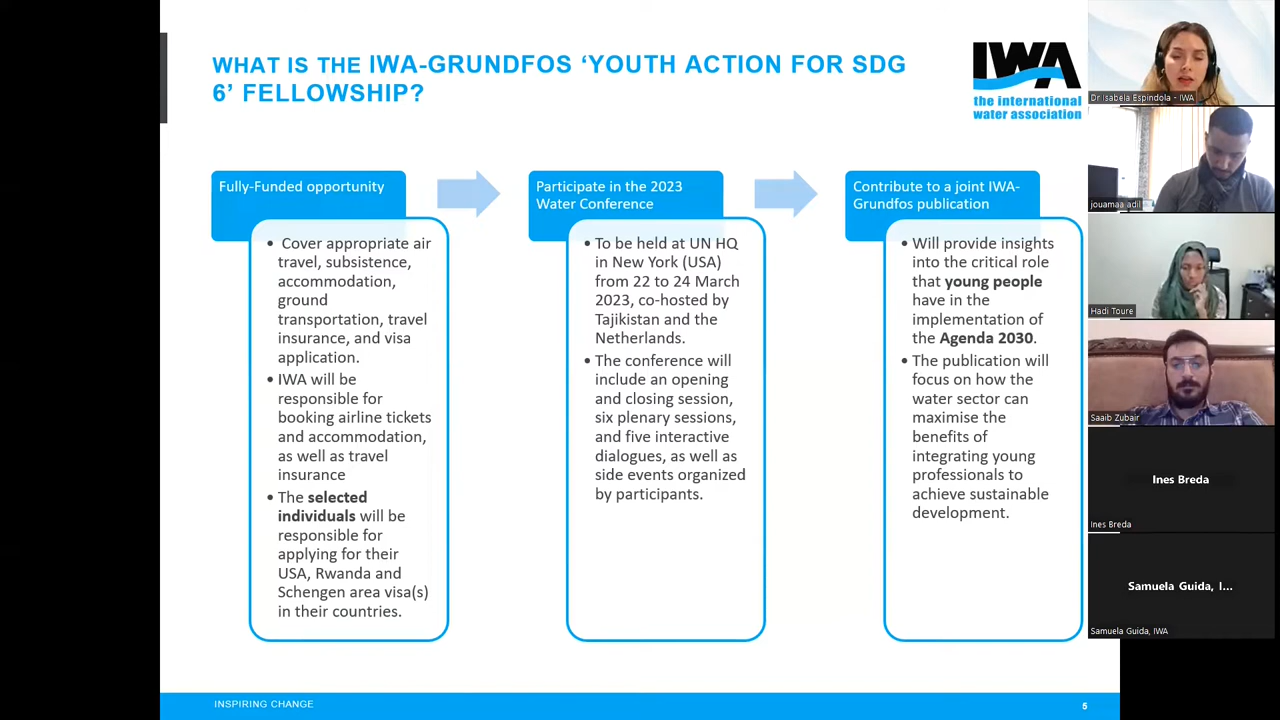 WHAT IS THE IWA-GRUNDFOS ‘YOUTH ACTION FOR SDG
6’ FELLOWSHIP?
IWA
the international
water association
Fully-Funded opportunity
• Cover appropriate air
travel, subsistence,
accommodation,
ground
transportation, travel
insurance, and visa
application.
• IWA will be
responsible for
booking airline tickets
and accommodation,
as well as travel
insurance
• The selected
individuals will be
responsible for
applying for their
USA, Rwanda and
Schengen area visa(s)
in their countries.
Participate in the 2023
Water Conference
• To be held at UN HQ
in New York (USA)
from 22 to 24 March
2023, co-hosted by
Tajikistan and the
Netherlands.
• The conference will
include an opening
and closing session,
six plenary sessions,
and five interactive
dialogues, as well as
side events organized
by participants.
Contribute to a joint IWA-
Grundfos publication
• Will provide insights
into the critical role
that young people
have in the
implementation of
the Agenda 2030.
• The publication will
focus on how the
water sector can
maximise the
benefits of
integrating young
professionals to
achieve sustainable
development.
INSPIRING CHANGE
5
Dr Isabela Espindola - IWA
jouamaa adil
Hadi Toure
Saaib Zubair
Ines Breda
Ines Breda
Samuela Guida, I...
Samuela Guida, IWA